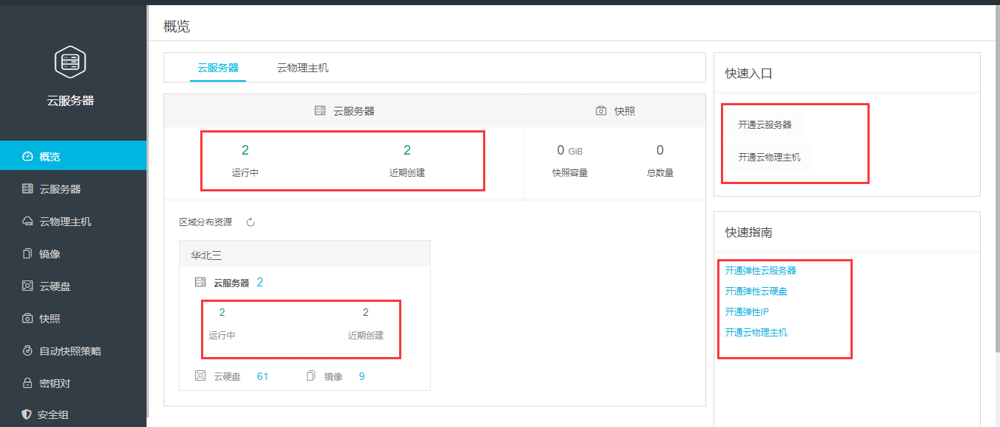 云服务器
概览
云服务器
云物理主机
镜像
云硬盘
快照
自动快照策略
密钥对
安全组
概览
云服务器 云物理主机
云服务器 快照
2 2 0 GiB 0
运行中 近期创建 快照容量 总数量
区域分布资源
华北三
云服务器 2
2 2
运行中 近期创建
云硬盘 61 镜像 9
快速入口
开通云服务器
开通云物理主机
快速指南
开通弹性云服务器
开通弹性云硬盘
开通弹性IP
开通云物理主机